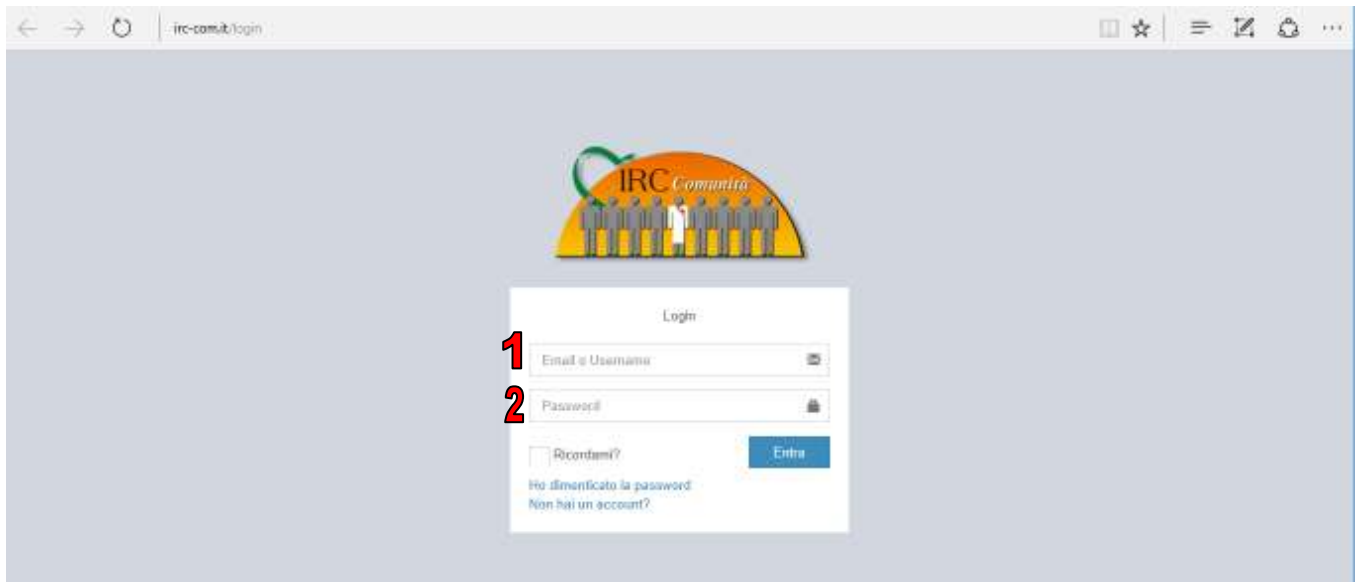 irc-com.it/login
IRC Comunità
Login
1 Email o Username
2 Password
Ricordami? Entra
Ho dimenticato la password
Non hai un account?